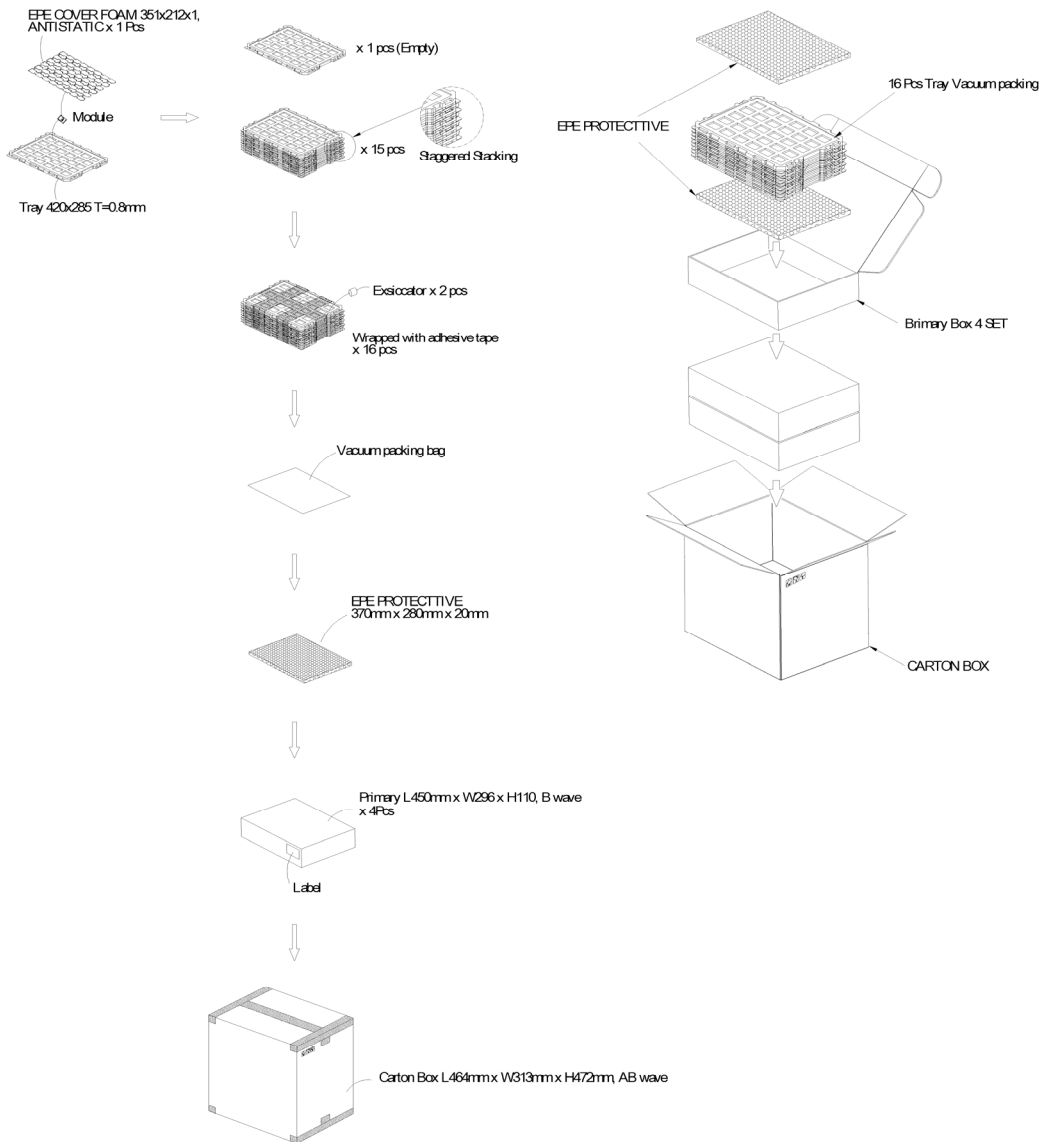 EPE COVER FOAM 351x212x1,
ANTISTATIC x 1 Pcs
Module
Tray 420x285 T=0.8mm
x 1 pcs (Empty)
x 15 pcs
Staggered Stacking
Exsiccator x 2 pcs
Wrapped with adhesive tape
x 16 pcs
Vacuum packing bag
EPE PROTECTTIVE
370mm x 280mm x 20mm
Primary L450mm x W296 x H110, B wave
x 4Pcs
Label
Carton Box L464mm x W313mm x H472mm, AB wave
16 Pcs Tray Vacuum packing
EPE PROTECTTIVE
Brimary Box 4 SET
CARTON BOX